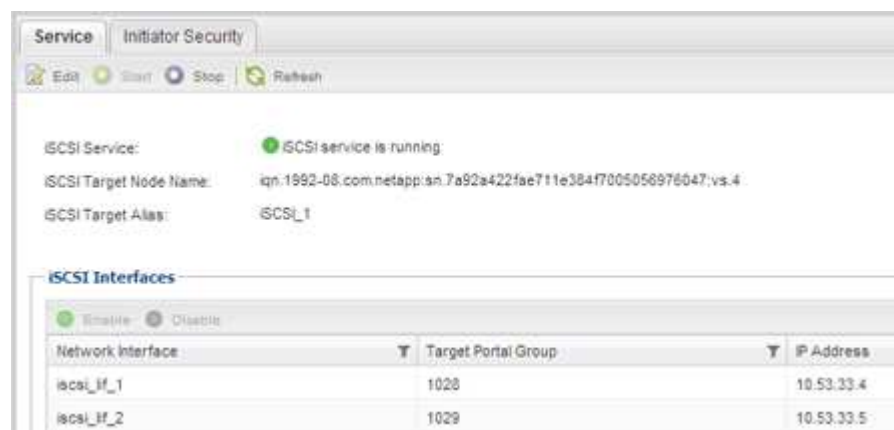 Service Initiator Security
Edit Start Stop Refresh
iSCSI Service: iSCSI service is running
iSCSI Target Node Name: iqn.1992-08.com.netapp:sn.7a92a422fae711e384f7005056976047:vs.4
iSCSI Target Alias: iSCSI_1
iSCSI Interfaces
Enable Disable
Network Interface Target Portal Group IP Address
iscsi_lif_1 1028 10.53.33.4
iscsi_lif_2 1029 10.53.33.5